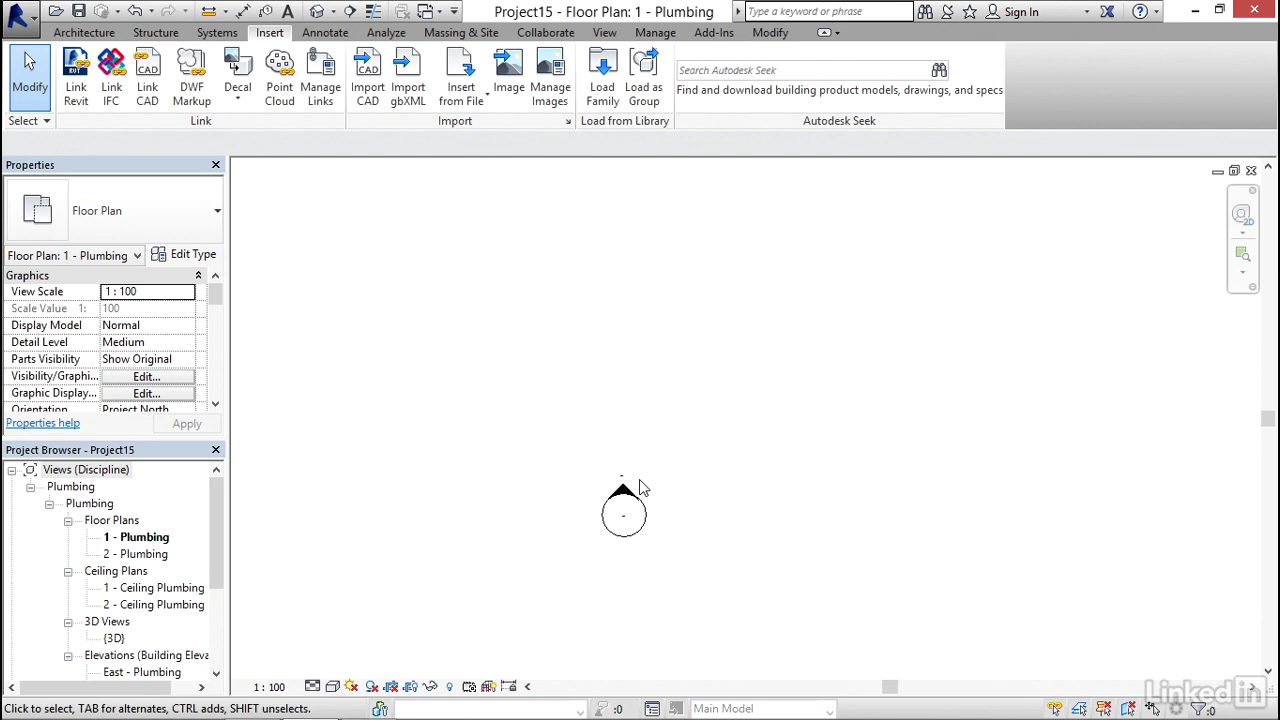 Project15 - Floor Plan: 1 - Plumbing
Type a keyword or phrase
Sign In
Architecture Structure Systems Insert Annotate Analyze Massing & Site Collaborate View Manage Add-Ins Modify
Modify
Link Revit
Link IFC
Link CAD
DWF Markup
Decal
Point Cloud
Manage Links
Import CAD
Import gbXML
Insert from File
Image
Manage Images
Load Family
Load as Group
Search Autodesk Seek
Find and download building product models, drawings, and specs
Select
Link
Import
Load from Library
Autodesk Seek
Properties
Floor Plan
Floor Plan: 1 - Plumbing
Edit Type
Graphics
View Scale 1 : 100
Scale Value 1: 100
Display Model Normal
Detail Level Medium
Parts Visibility Show Original
Visibility/Graphi... Edit...
Graphic Display... Edit...
Orientation Project North
Properties help
Apply
Project Browser - Project15
Views (Discipline)
Plumbing
Plumbing
Floor Plans
1 - Plumbing
2 - Plumbing
Ceiling Plans
1 - Ceiling Plumbing
2 - Ceiling Plumbing
3D Views
{3D}
Elevations (Building Eleva
East - Plumbing
2D
1 : 100
Click to select, TAB for alternates, CTRL adds, SHIFT unselects.
:0
Main Model
:0
Linked in